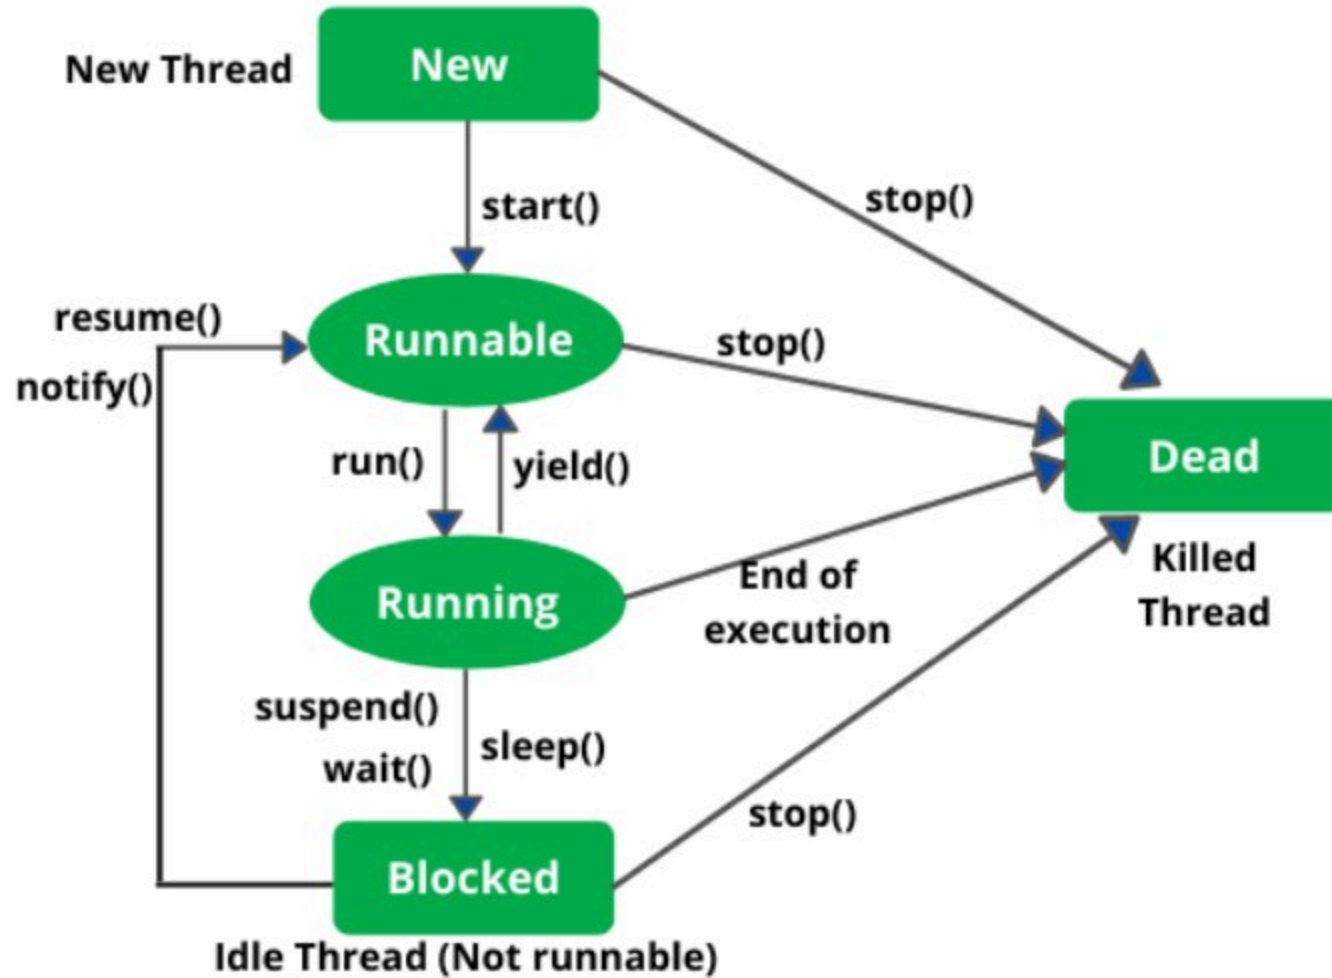 New Thread
New
start()
stop()
resume()
notify()
Runnable
stop()
run()
yield()
Dead
Killed
Thread
Running
End of
execution
suspend()
wait()
sleep()
stop()
Blocked
Idle Thread (Not runnable)